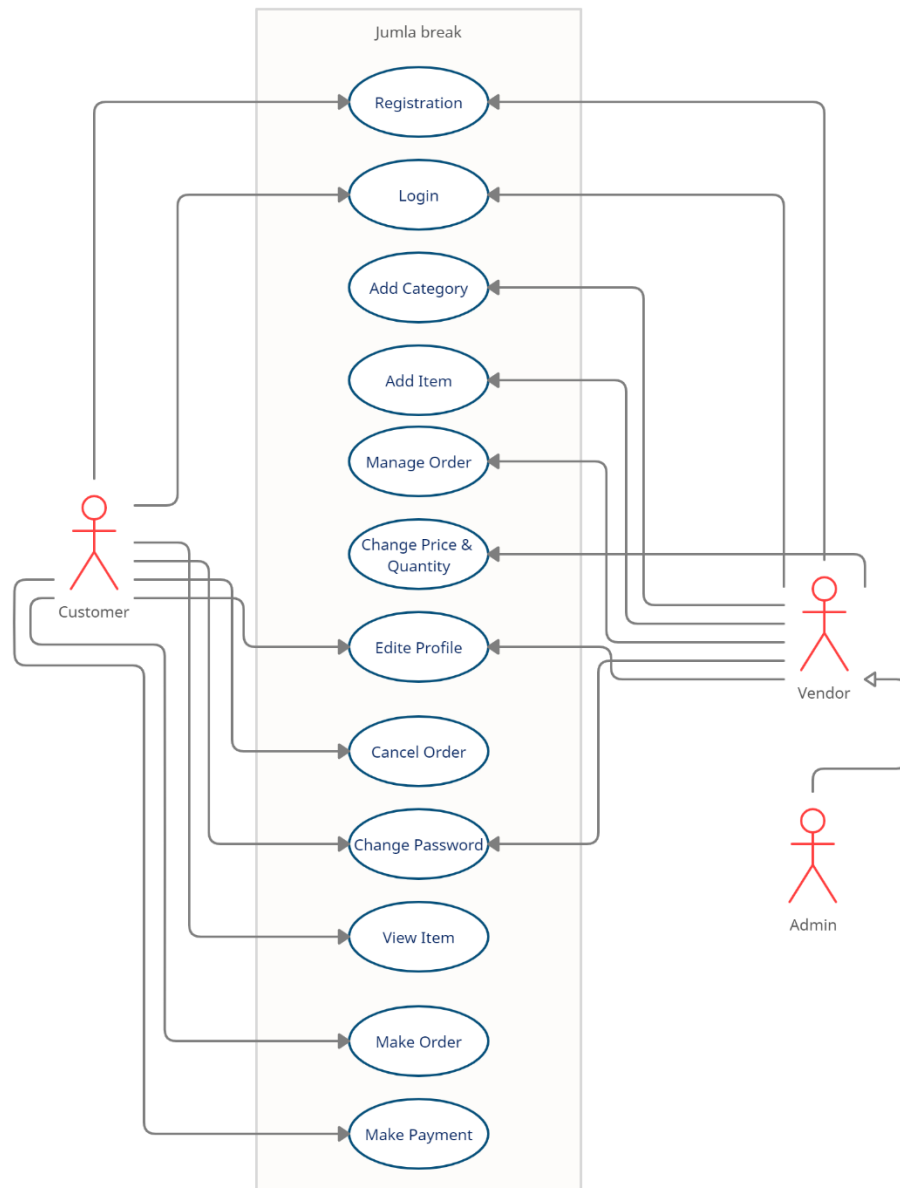 Jumla break
Registration
Login
Add Category
Add Item
Manage Order
Change Price &
Quantity
Customer
Edite Profile
Vendor
Cancel Order
Change Password
Admin
View Item
Make Order
Make Payment